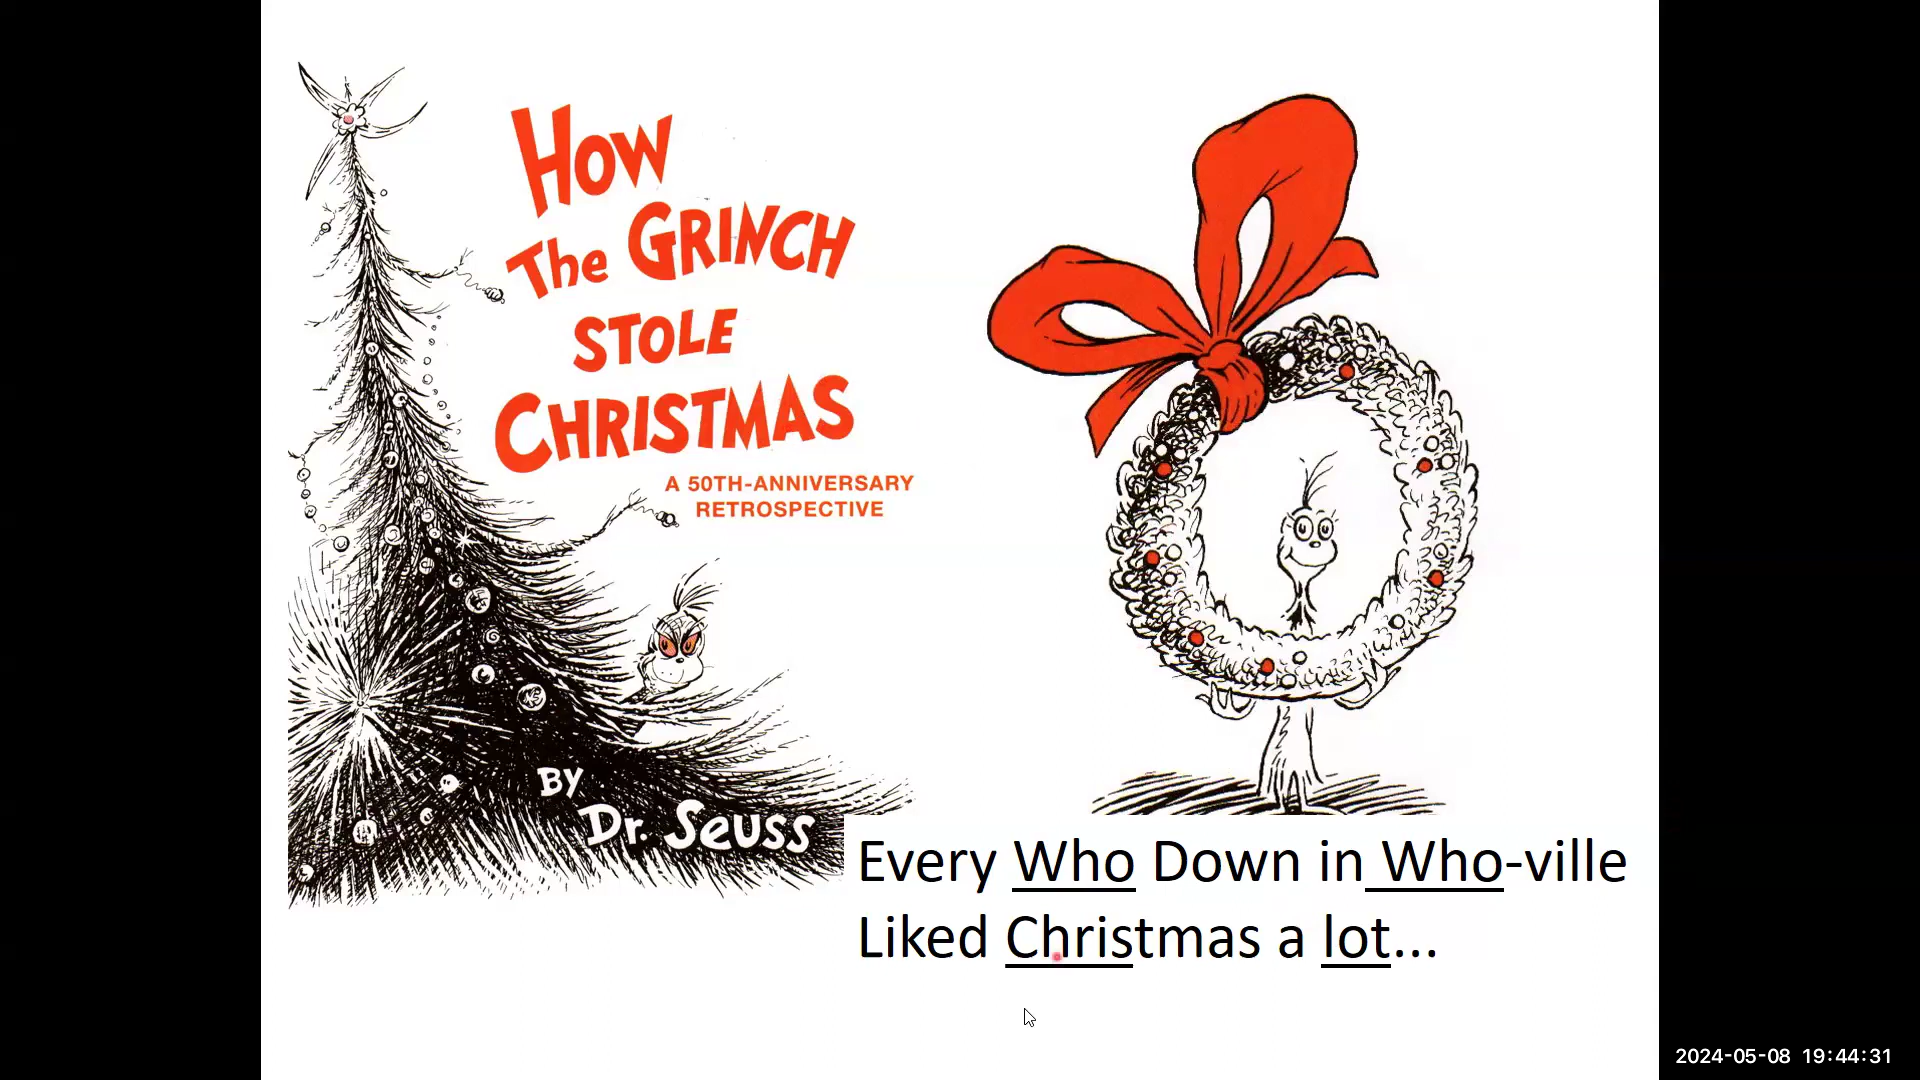 How
The GRINCH
STOLE
CHRISTMAS
A 50TH-ANNIVERSARY
RETROSPECTIVE
BY
Dr. Seuss
Every Who Down in Who-ville
Liked Christmas a lot...
2024-05-08 19:44:31